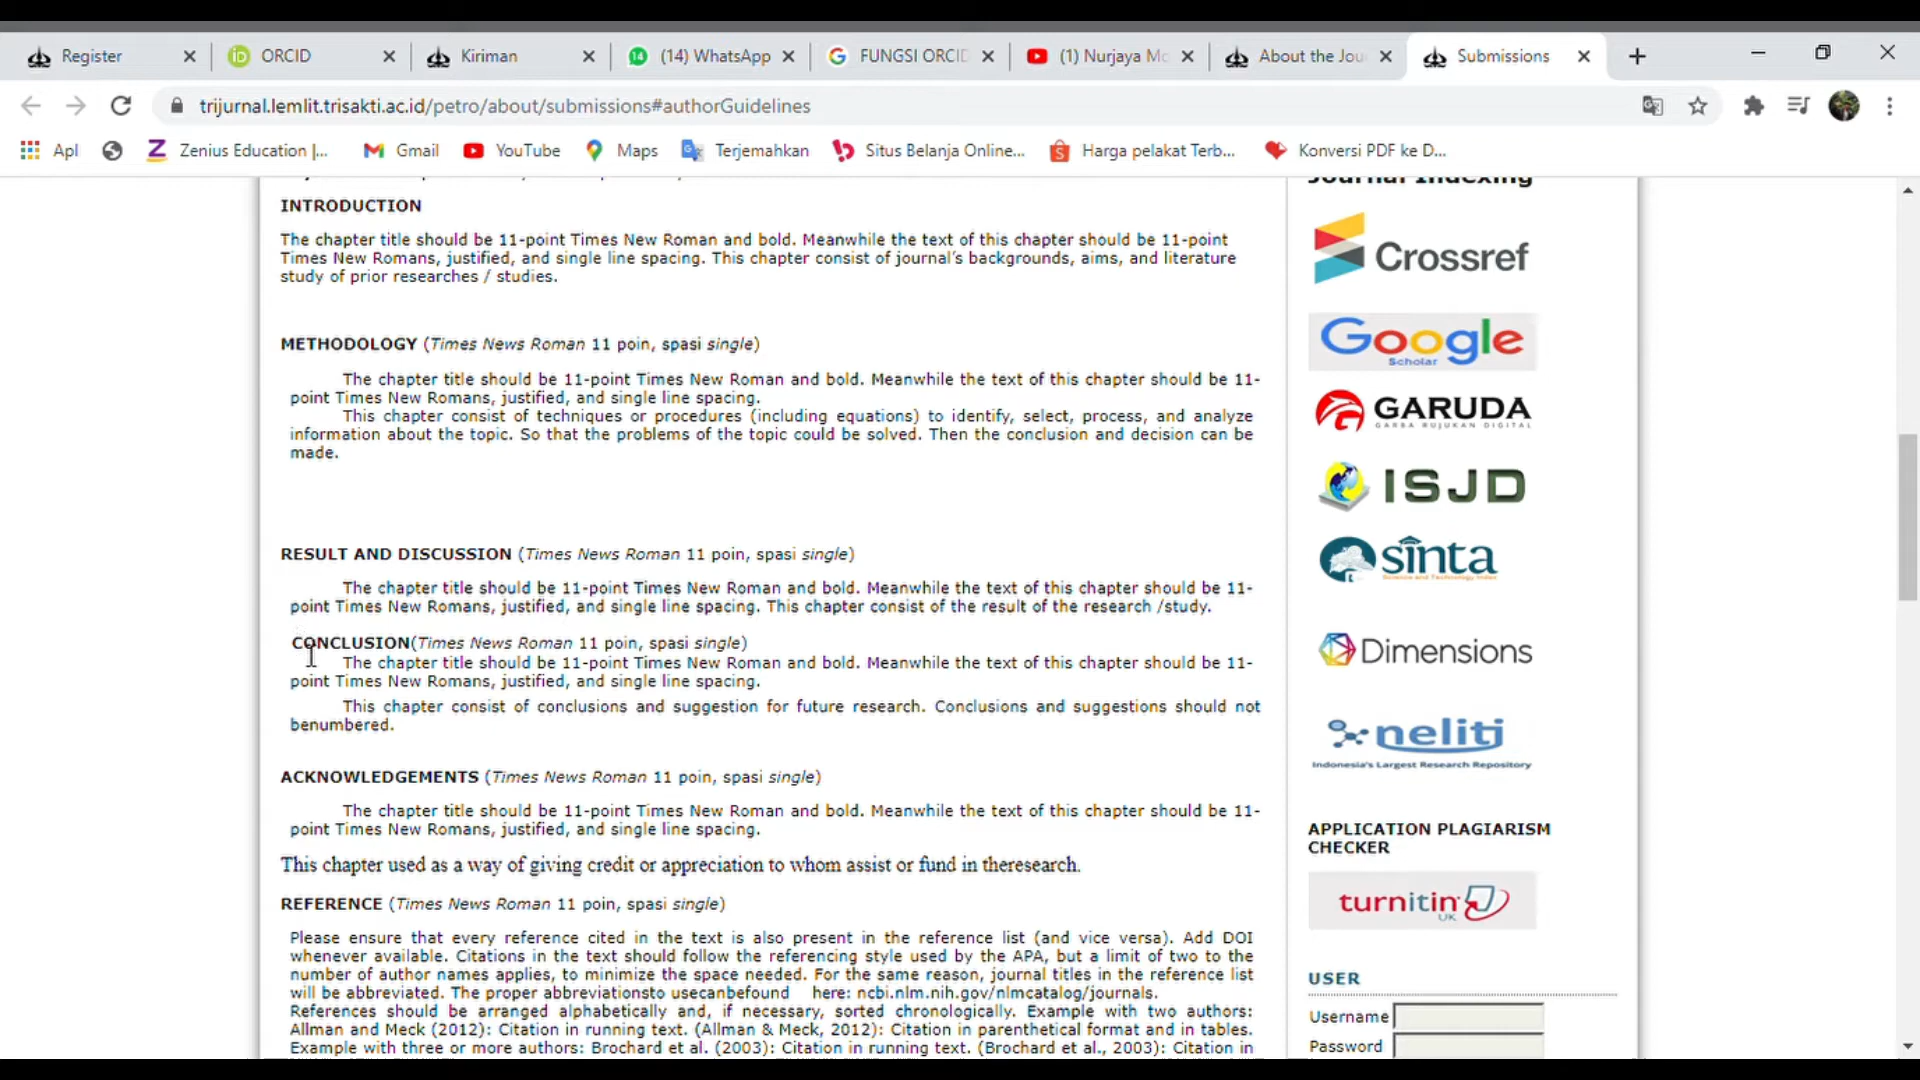 Register
ORCID
Kiriman
(14) WhatsApp
FUNGSI ORCID
(1) Nurjaya Mo
About the Jou
Submissions
trijurnal.lemlit.trisakti.ac.id/petro/about/submissions#authorGuidelines
Apl
Zenius Education |...
Gmail
YouTube
Maps
Terjemahkan
Situs Belanja Online...
Harga pelakat Terb...
Konversi PDF ke D...
INTRODUCTION
The chapter title should be 11-point Times New Roman and bold. Meanwhile the text of this chapter should be 11-point
Times New Romans, justified, and single line spacing. This chapter consist of journal's backgrounds, aims, and literature
study of prior researches / studies.
METHODOLOGY (Times News Roman 11 poin, spasi single)
The chapter title should be 11-point Times New Roman and bold. Meanwhile the text of this chapter should be 11-
point Times New Romans, justified, and single line spacing.
This chapter consist of techniques or procedures (including equations) to identify, select, process, and analyze
information about the topic. So that the problems of the topic could be solved. Then the conclusion and decision can be
made.
RESULT AND DISCUSSION (Times News Roman 11 poin, spasi single)
The chapter title should be 11-point Times New Roman and bold. Meanwhile the text of this chapter should be 11-
point Times New Romans, justified, and single line spacing. This chapter consist of the result of the research /study.
CONCLUSION(Times News Roman 11 poin, spasi single)
The chapter title should be 11-point Times New Roman and bold. Meanwhile the text of this chapter should be 11-
point Times New Romans, justified, and single line spacing.
This chapter consist of conclusions and suggestion for future research. Conclusions and suggestions should not
benumbered.
ACKNOWLEDGEMENTS (Times News Roman 11 poin, spasi single)
The chapter title should be 11-point Times New Roman and bold. Meanwhile the text of this chapter should be 11-
point Times New Romans, justified, and single line spacing.
This chapter used as a way of giving credit or appreciation to whom assist or fund in theresearch.
REFERENCE (Times News Roman 11 poin, spasi single)
Please ensure that every reference cited in the text is also present in the reference list (and vice versa). Add DOI
whenever available. Citations in the text should follow the referencing style used by the APA, but a limit of two to the
number of author names applies, to minimize the space needed. For the same reason, journal titles in the reference list
will be abbreviated. The proper abbreviationsto usecanbefound here: ncbi.nlm.nih.gov/nlmcatalog/journals.
References should be arranged alphabetically and, if necessary, sorted chronologically. Example with two authors:
Allman and Meck (2012): Citation in running text. (Allman & Meck, 2012): Citation in parenthetical format and in tables.
Example with three or more authors: Brochard et al. (2003): Citation in running text. (Brochard et al., 2003): Citation in
Journal Indexing
Crossref
Google
Scholar
GARUDA
GARBA RUJUKAN DIGITAL
ISJD
sinta
Science and Technology Index
Dimensions
neliti
Indonesia's Largest Research Repository
APPLICATION PLAGIARISM
CHECKER
turnitin
UK
USER
Username
Password